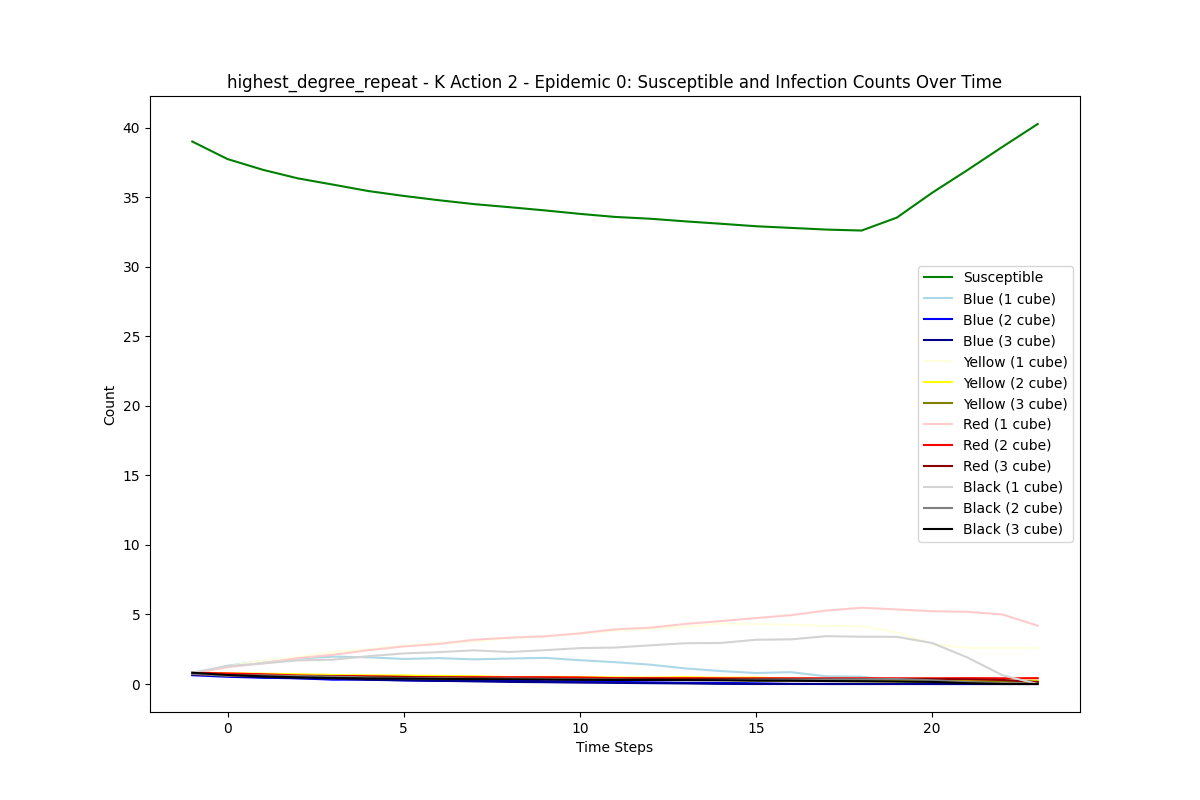 highest_degree_repeat - K Action 2 - Epidemic 0: Susceptible and Infection Counts Over Time
40
35
30
25
20
15
10
5
0
Count
Susceptible
Blue (1 cube)
Blue (2 cube)
Blue (3 cube)
Yellow (1 cube)
Yellow (2 cube)
Yellow (3 cube)
Red (1 cube)
Red (2 cube)
Red (3 cube)
Black (1 cube)
Black (2 cube)
Black (3 cube)
0 5 10 15 20
Time Steps